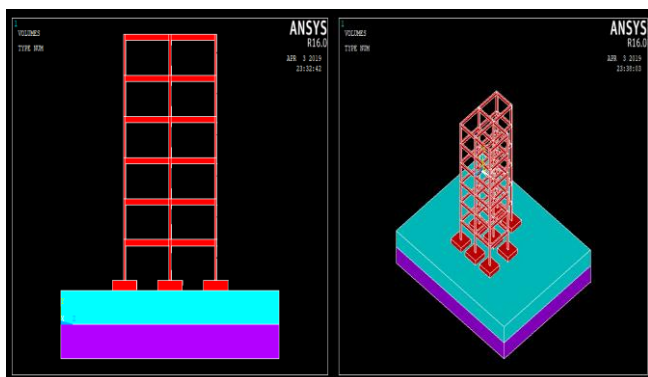 1
VOLUMES
TYPE NUM
ANSYS
R16.0
APR 3 2019
23:32:42
1
VOLUMES
TYPE NUM
ANSYS
R16.0
APR 3 2019
23:38:03